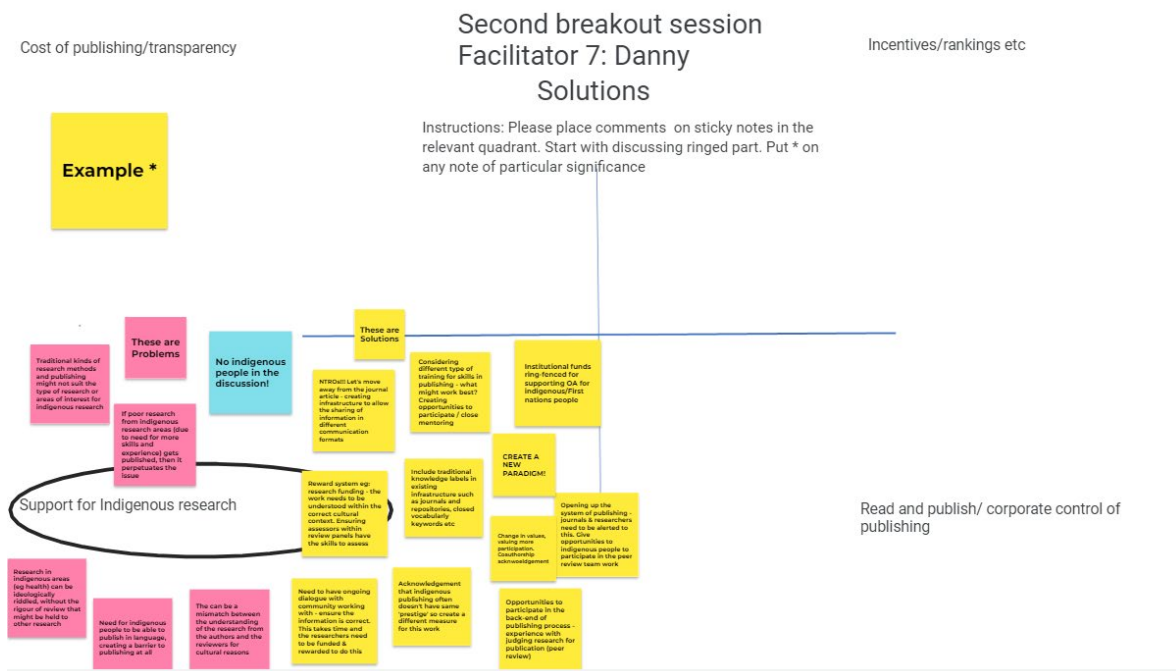 Cost of publishing/transparency
Second breakout session
Facilitator 7: Danny
Solutions
Incentives/rankings etc
Instructions: Please place comments on sticky notes in the
relevant quadrant. Start with discussing ringed part. Put * on
any note of particular significance
Example *
Traditional kinds of
research methods
and publishing
might not suit the
type of research or
areas of interest for
indigenous research
These are
Problems
No indigenous
people in the
discussion!
If poor research
from indigenous
research areas (due
to need for more
skills and
experience) gets
published, then it
perpetuates the
issue
These are
Solutions
NTROs!!! Let's move
away from the journal
article - creating
infrastructure to allow
the sharing of
information in
different
communication
formats
Considering
different type of
training for skills in
publishing - what
might work best?
Creating
opportunities to
participate / close
mentoring
Institutional funds
ring-fenced for
supporting OA for
indigenous/First
nations people
CREATE A
NEW
PARADIGM!
Support for Indigenous research
Reward system eg:
research funding - the
work needs to be
understood within the
correct cultural
context. Ensuring
assessors within
review panels have
the skills to assess
Include traditional
knowledge labels in
existing
infrastructure such
as journals and
repositories, closed
vocabularly
keywords etc
Change in values,
valuing more
participation.
Coauthorship
acknwoeldgement
Opening up the
system of publishing -
journals & researchers
need to be alerted to
this. Give
opportunities to
indigenous people to
participate in the peer
review team work
Read and publish/ corporate control of
publishing
Research in
indigenous areas
(eg health) can be
ideologically
riddled, without the
rigour of review that
might be held to
other research
Need for indigenous
people to be able to
publish in language,
creating a barrier to
publishing at all
The can be a
mismatch between
the understanding
of the research from
the authors and the
reviewers for
cultural reasons
Need to have ongoing
dialogue with
community working
with - ensure the
information is correct.
This takes time and
the researchers need
to be funded &
rewarded to do this
Acknowledgement
that indigenous
publishing often
doesn't have same
'prestige' so create a
different measure
for this work
Opportunities to
participate in the
back-end of
publishing process -
experience with
judging research for
publication (peer
review)